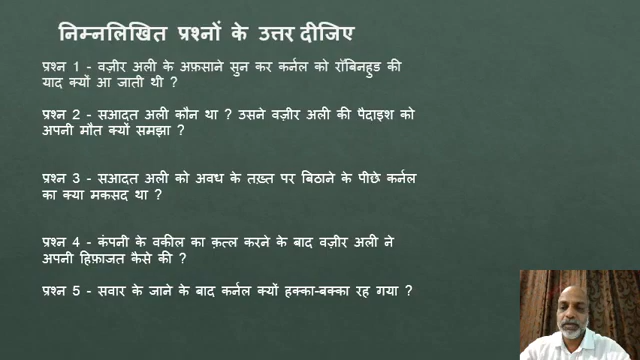 निम्नलिखित प्रश्नों के उत्तर दीजिए
प्रश्न 1 - वज़ीर अली के अफ़साने सुन कर कर्नल को रॉबिनहुड की
याद क्यों आ जाती थी ?
प्रश्न 2 - सआदत अली कौन था ? उसने वज़ीर अली की पैदाइश को
अपनी मौत क्यों समझा ?
प्रश्न 3 - सआदत अली को अवध के तख़्त पर बिठाने के पीछे कर्नल
का क्या मकसद था ?
प्रश्न 4 - कंपनी के वकील का क़त्ल करने के बाद वज़ीर अली ने
अपनी हिफ़ाजत कैसे की ?
प्रश्न 5 - सवार के जाने के बाद कर्नल क्यों हक्का-बक्का रह गया ?